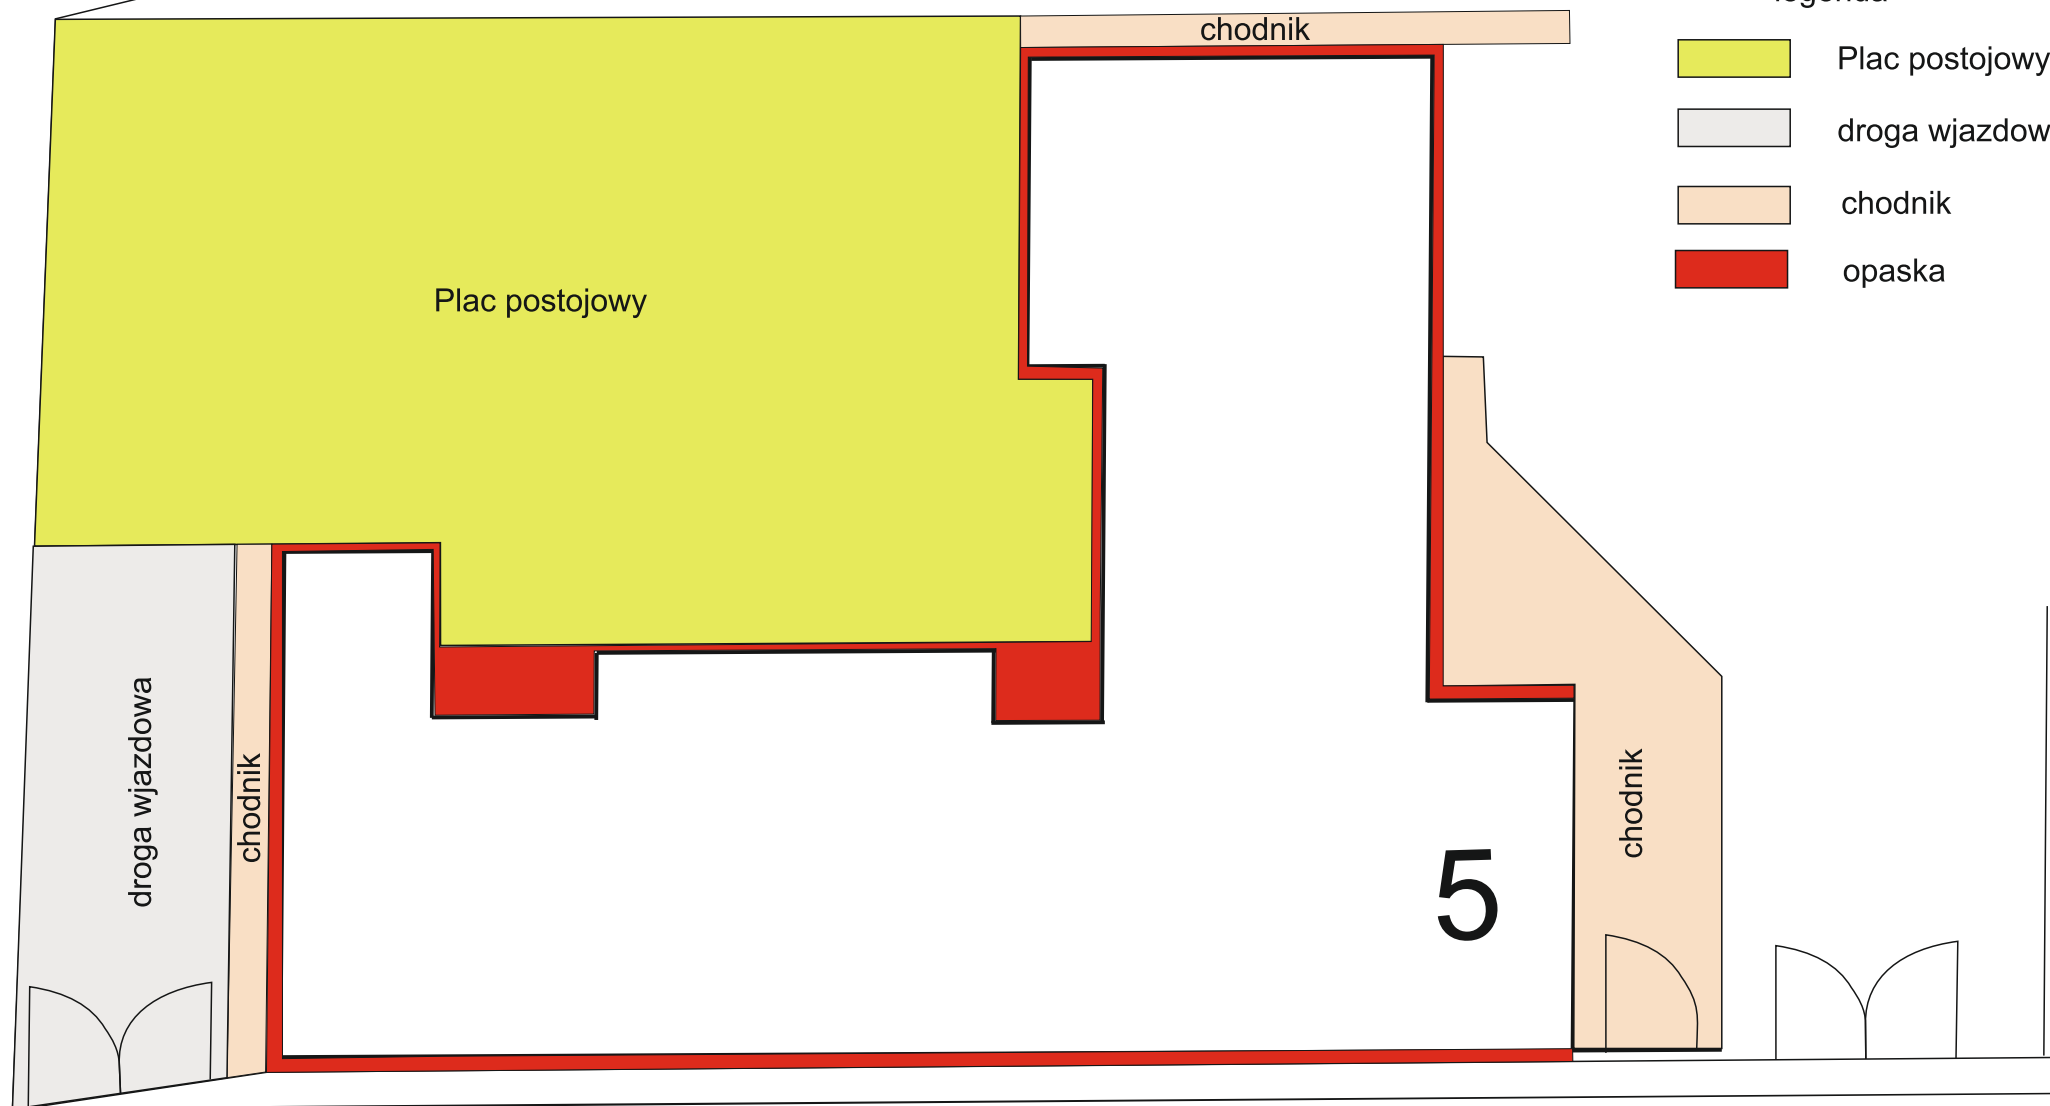 chodnik
Plac postojowy
droga wjazdow
chodnik
opaska
Plac postojowy
droga wjazdowa
chodnik
chodnik
5